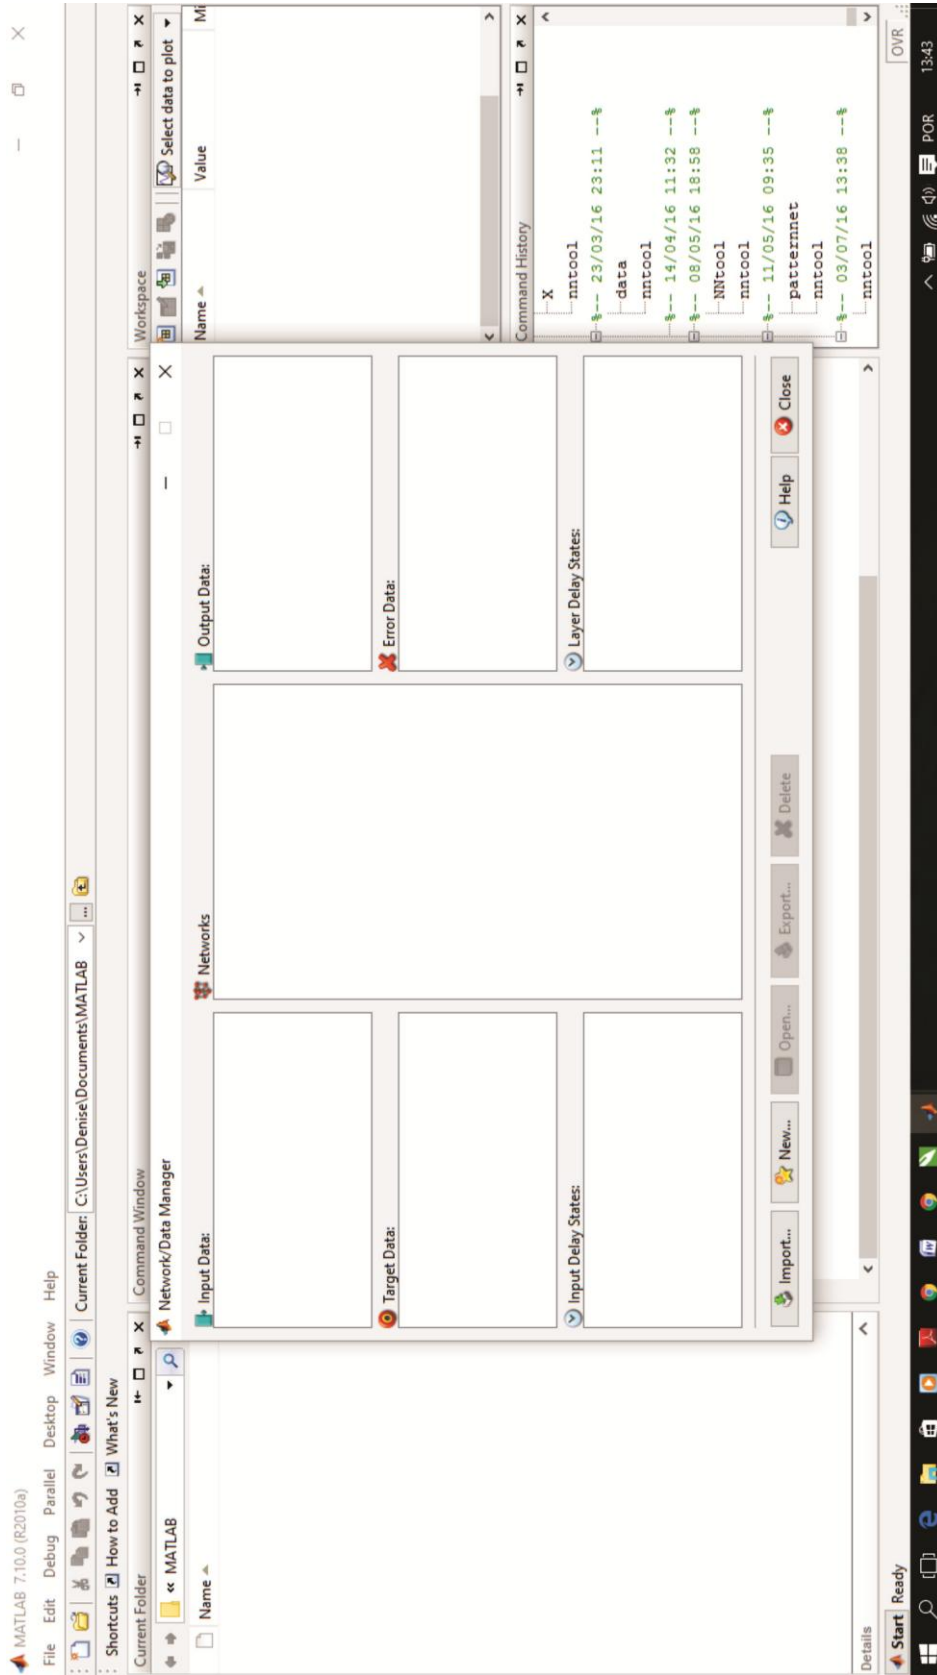 MATLAB 7.10.0 (R2010a)
File Edit Debug Parallel Desktop Window Help
Current Folder: C:\Users\Denise\Documents\MATLAB ...
Shortcuts How to Add What's New
Current Folder
« MATLAB
Name
Details
Command Window
Network/Data Manager
Input Data:
Networks
Output Data:
Target Data:
Error Data:
Input Delay States:
Layer Delay States:
Import... New... Open... Export... Delete Help Close
Workspace
Select data to plot
Name Value Mi
Command History
X
nntool
%-- 23/03/16 23:11 --%
data
nntool
%-- 14/04/16 11:32 --%
%-- 08/05/16 18:58 --%
NNtool
nntool
%-- 11/05/16 09:35 --%
patternnet
nntool
%-- 03/07/16 13:38 --%
nntool
Start Ready
OVR
POR 13:43